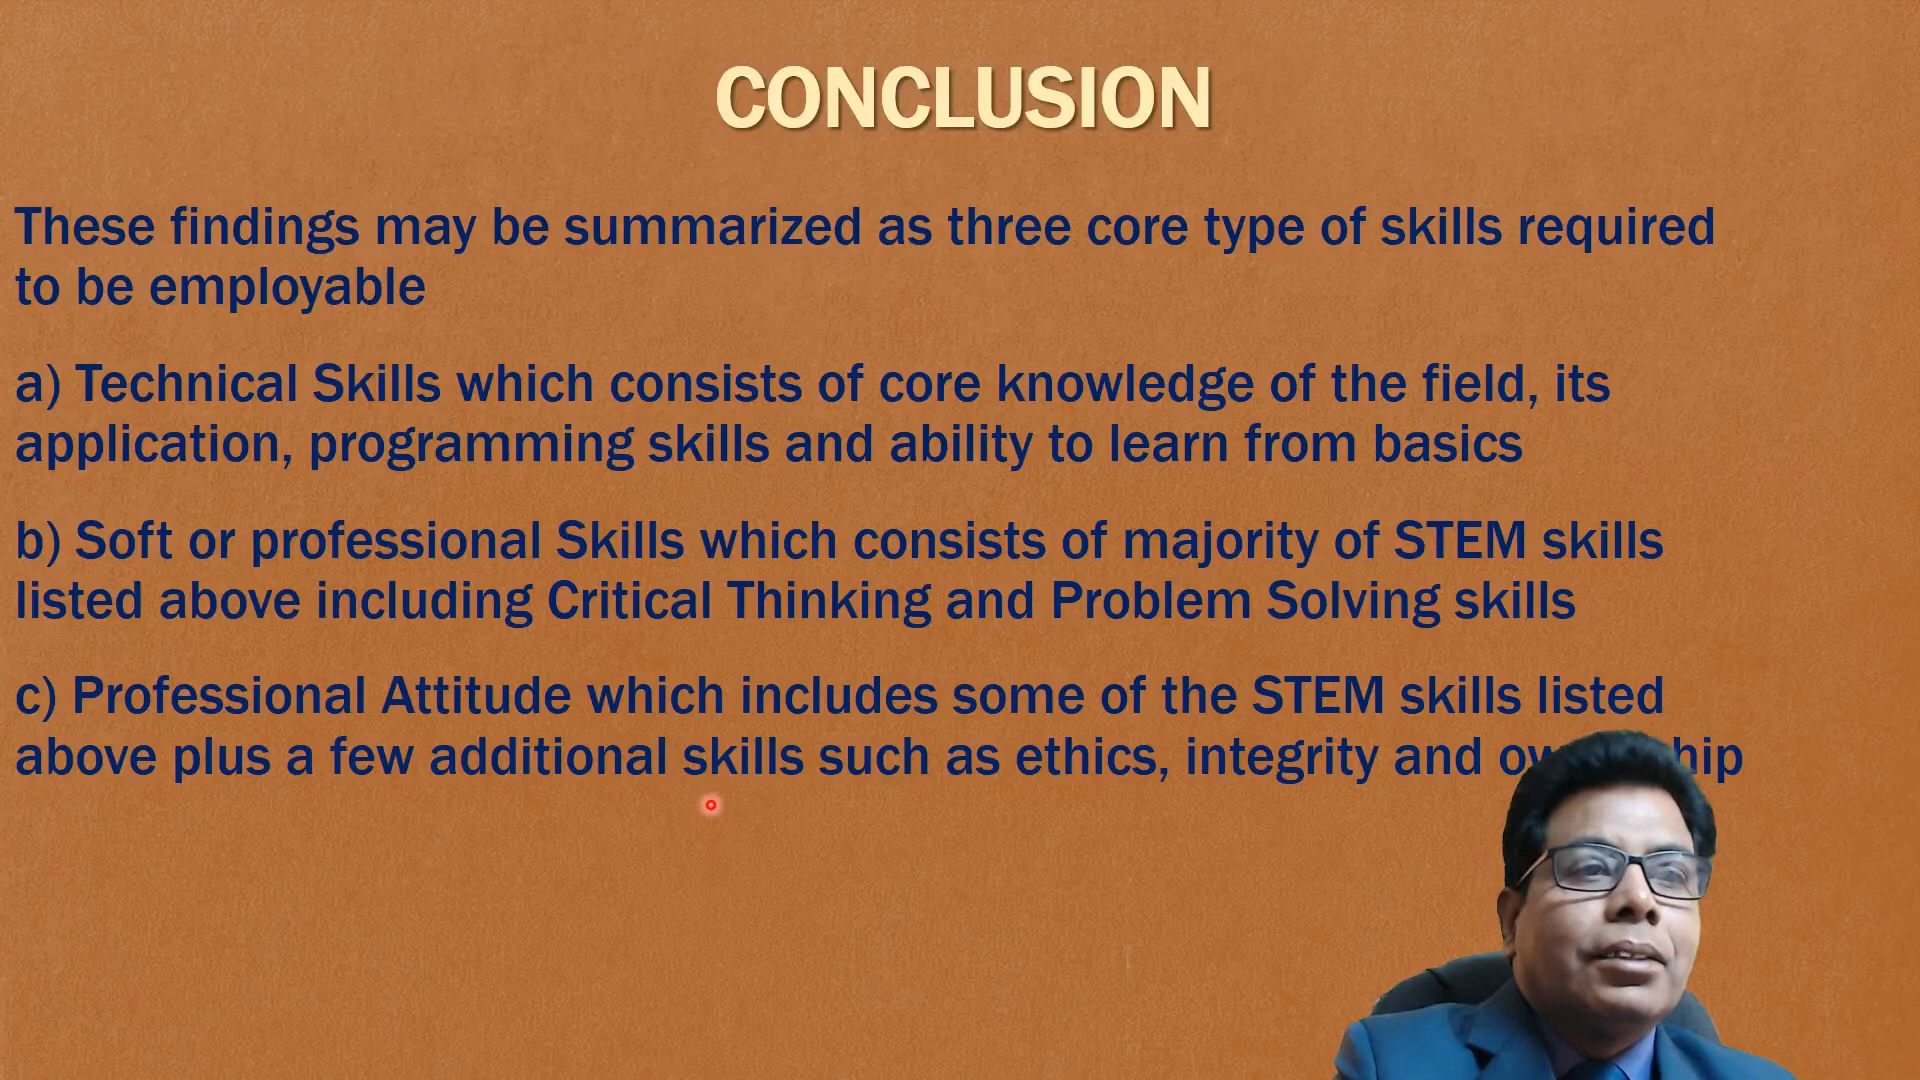 CONCLUSION
These findings may be summarized as three core type of skills required
to be employable
a) Technical Skills which consists of core knowledge of the field, its
application, programming skills and ability to learn from basics
b) Soft or professional Skills which consists of majority of STEM skills
listed above including Critical Thinking and Problem Solving skills
c) Professional Attitude which includes some of the STEM skills listed
above plus a few additional skills such as ethics, integrity and